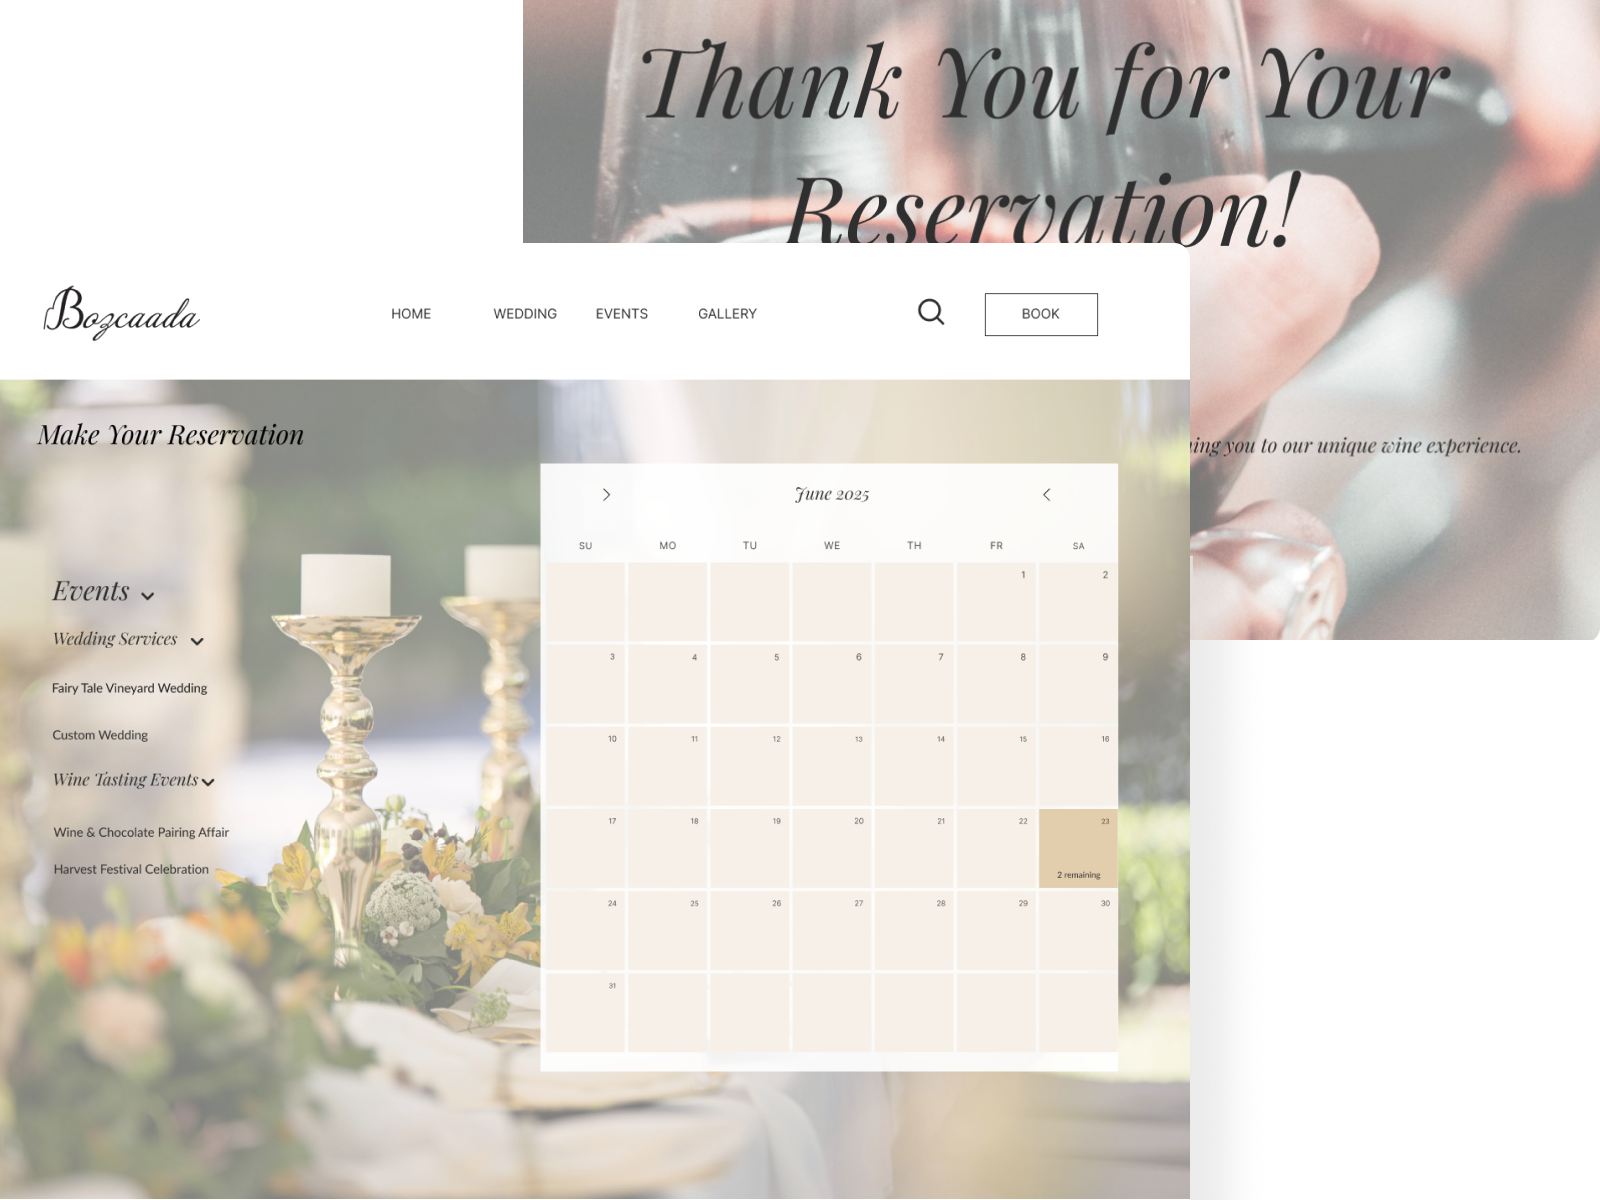 Thank You for Your
Reservation!
you to our unique wine experience.
Bozcaada
HOME WEDDING EVENTS GALLERY BOOK
Make Your Reservation
Events
Wedding Services
Fairy Tale Vineyard Wedding
Custom Wedding
Wine Tasting Events
Wine & Chocolate Pairing Affair
Harvest Festival Celebration
June 2025
SU MO TU WE TH FR SA
1 2
3 4 5 6 7 8 9
10 11 12 13 14 15 16
17 18 19 20 21 22 23
2 remaining
24 25 26 27 28 29 30
31